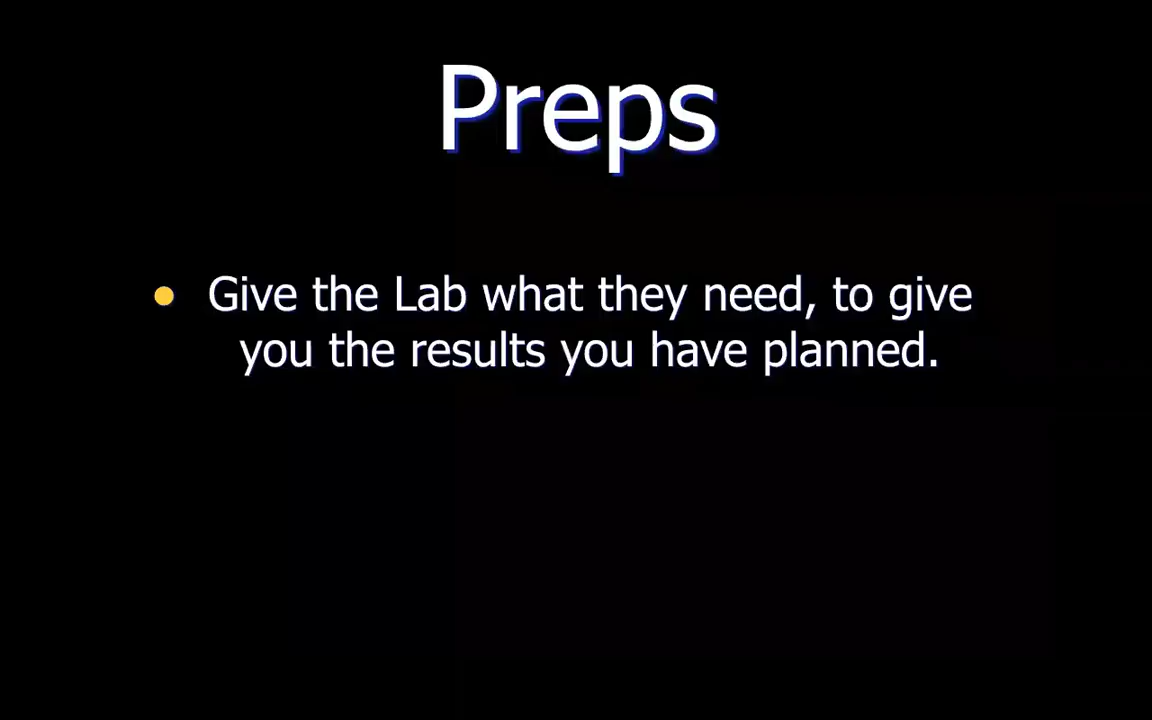 Preps
Give the Lab what they need, to give
you the results you have planned.